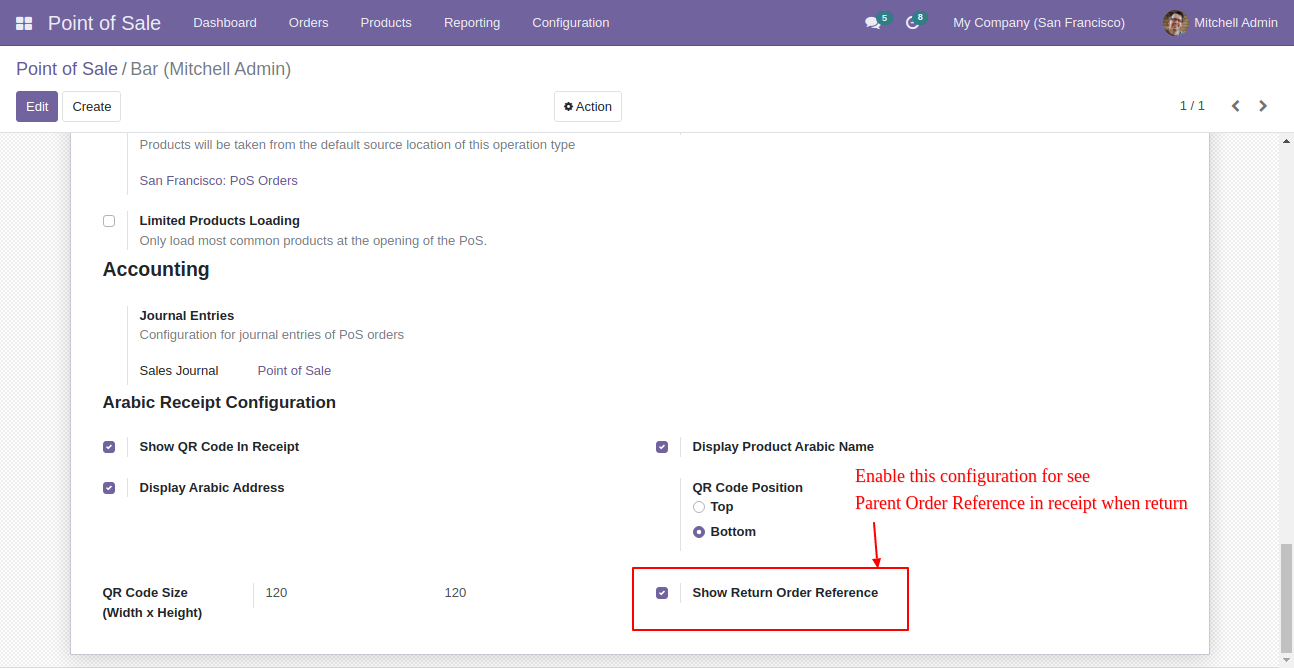 Point of Sale Dashboard Orders Products Reporting Configuration 5 8 My Company (San Francisco) Mitchell Admin
Point of Sale / Bar (Mitchell Admin)
Edit Create Action 1 / 1
Products will be taken from the default source location of this operation type
San Francisco: PoS Orders
Limited Products Loading
Only load most common products at the opening of the PoS.
Accounting
Journal Entries
Configuration for journal entries of PoS orders
Sales Journal Point of Sale
Arabic Receipt Configuration
Show QR Code In Receipt Display Product Arabic Name
Enable this configuration for see
Display Arabic Address QR Code Position
Parent Order Reference in receipt when return
Top
Bottom
QR Code Size 120 120 Show Return Order Reference
(Width x Height)